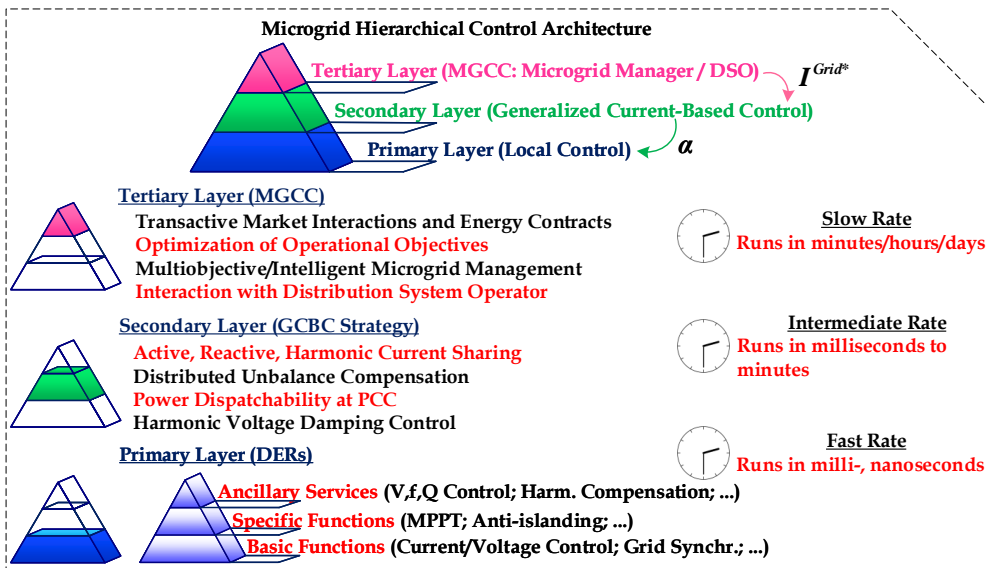 Microgrid Hierarchical Control Architecture
Tertiary Layer (MGCC: Microgrid Manager / DSO)
I^Grid*
Secondary Layer (Generalized Current-Based Control)
α
Primary Layer (Local Control)
Tertiary Layer (MGCC)
Transactive Market Interactions and Energy Contracts
Optimization of Operational Objectives
Multiobjective/Intelligent Microgrid Management
Interaction with Distribution System Operator
Slow Rate
Runs in minutes/hours/days
Secondary Layer (GCBC Strategy)
Active, Reactive, Harmonic Current Sharing
Distributed Unbalance Compensation
Power Dispatchability at PCC
Harmonic Voltage Damping Control
Intermediate Rate
Runs in milliseconds to
minutes
Primary Layer (DERs)
Ancillary Services (V,f,Q Control; Harm. Compensation; ...)
Specific Functions (MPPT; Anti-islanding; ...)
Basic Functions (Current/Voltage Control; Grid Synchr.; ...)
Fast Rate
Runs in milli-, nanoseconds